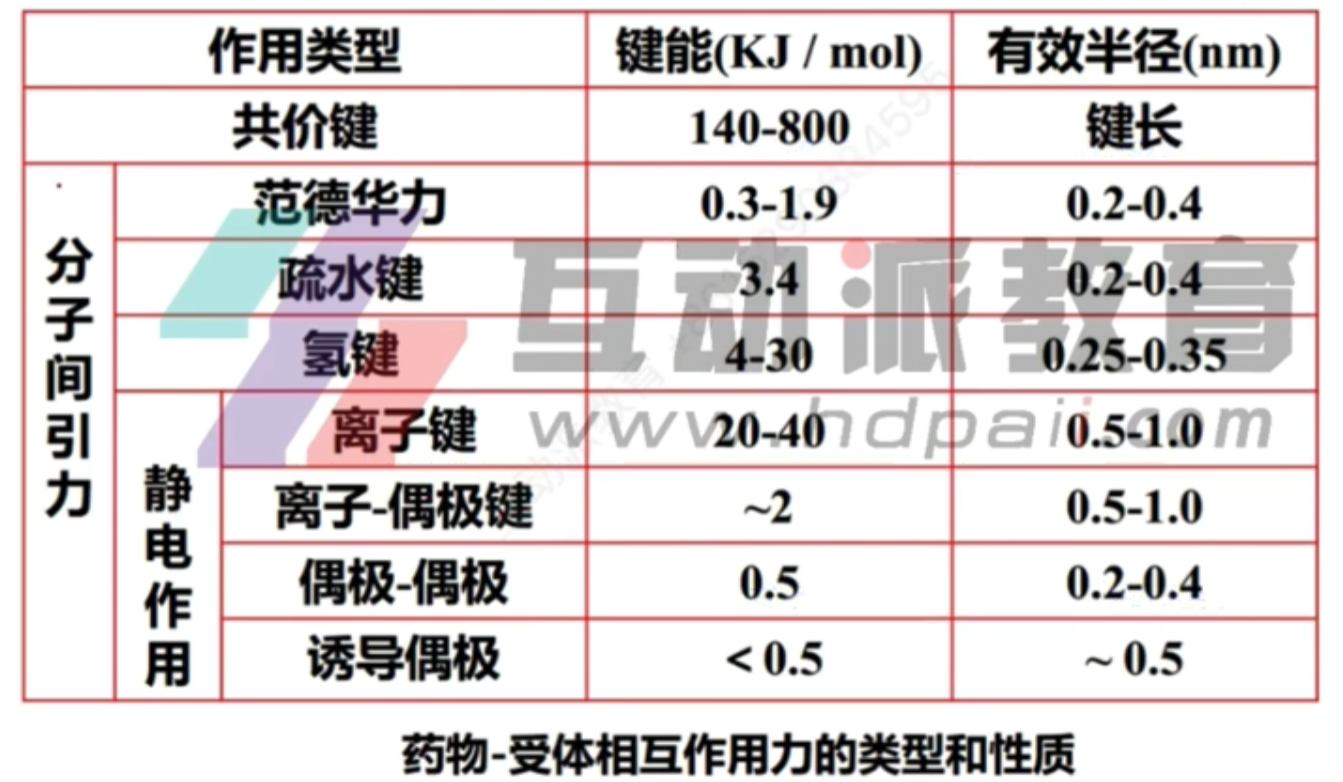 作用类型 键能(KJ / mol) 有效半径(nm)
共价键 140-800 键长
分子间引力
范德华力 0.3-1.9 0.2-0.4
疏水键 3.4 0.2-0.4
氢键 4-30 0.25-0.35
静电作用
离子键 20-40 0.5-1.0
离子-偶极键 ~2 0.5-1.0
偶极-偶极 0.5 0.2-0.4
诱导偶极 < 0.5 ~ 0.5
药物-受体相互作用力的类型和性质
互动派教育
www.hdpaii.com